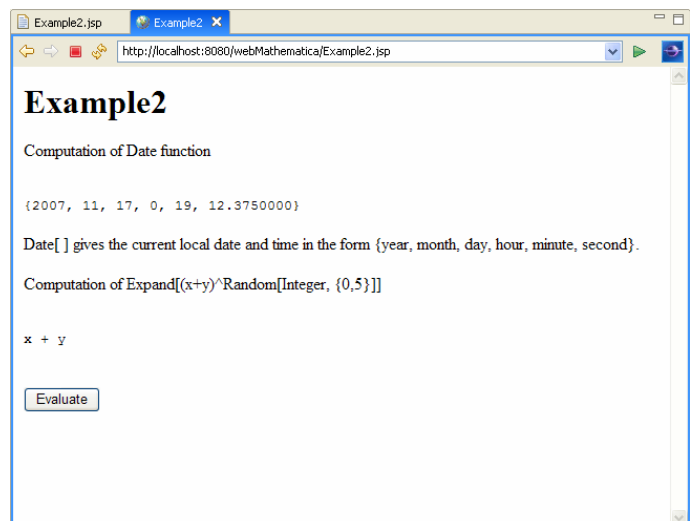 Example2.jsp
Example2
http://localhost:8080/webMathematica/Example2.jsp
Example2
Computation of Date function
{2007, 11, 17, 0, 19, 12.3750000}
Date[ ] gives the current local date and time in the form {year, month, day, hour, minute, second}.
Computation of Expand[(x+y)^Random[Integer, {0,5}]]
x + y
Evaluate